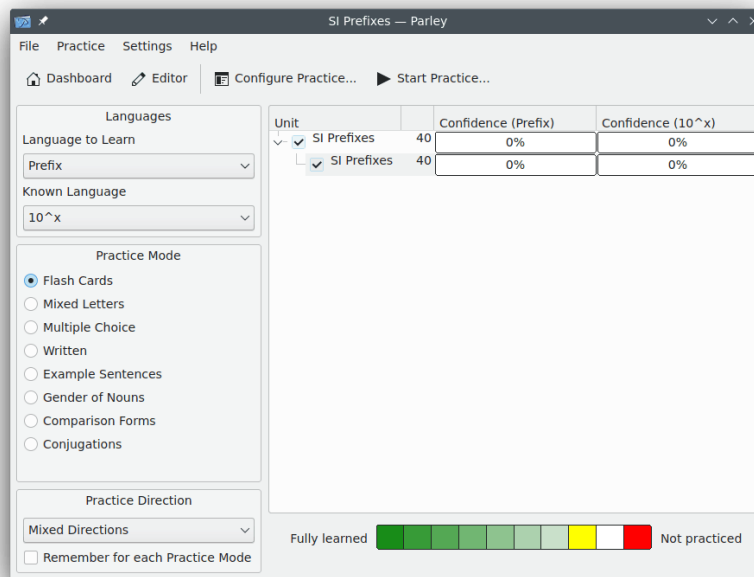 SI Prefixes — Parley
File Practice Settings Help
Dashboard Editor Configure Practice... Start Practice...
Languages
Language to Learn
Prefix
Known Language
10^x
Practice Mode
Flash Cards
Mixed Letters
Multiple Choice
Written
Example Sentences
Gender of Nouns
Comparison Forms
Conjugations
Practice Direction
Mixed Directions
Remember for each Practice Mode
Unit Confidence (Prefix) Confidence (10^x)
SI Prefixes 40 0% 0%
SI Prefixes 40 0% 0%
Fully learned Not practiced